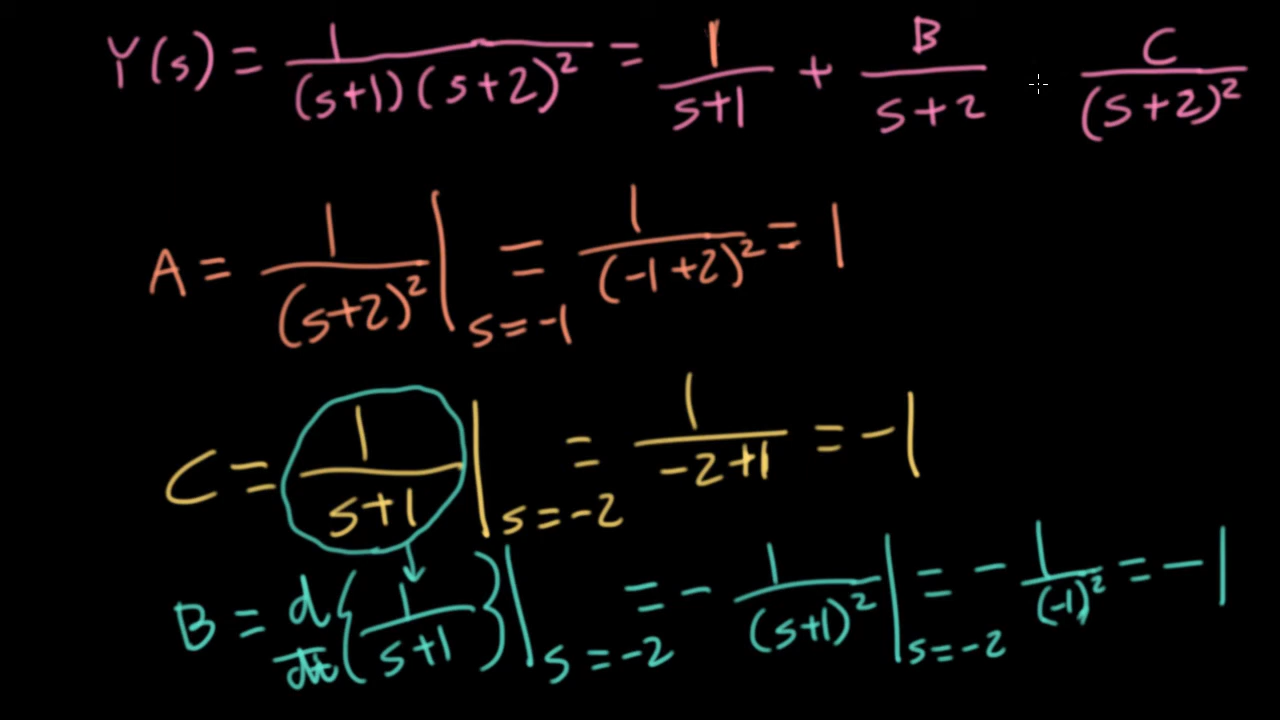 Y(s) = 1/((s+1)(s+2)²) = 1/(s+1) + B/(s+2) C/(s+2)²
A = 1/(s+2)² |s=-1 = 1/(-1+2)² = 1
C = 1/(s+1) |s=-2 = 1/(-2+1) = -1
B = d/dt {1/(s+1)} |s=-2 = - 1/(s+1)² |s=-2 = - 1/(-1)² = -1